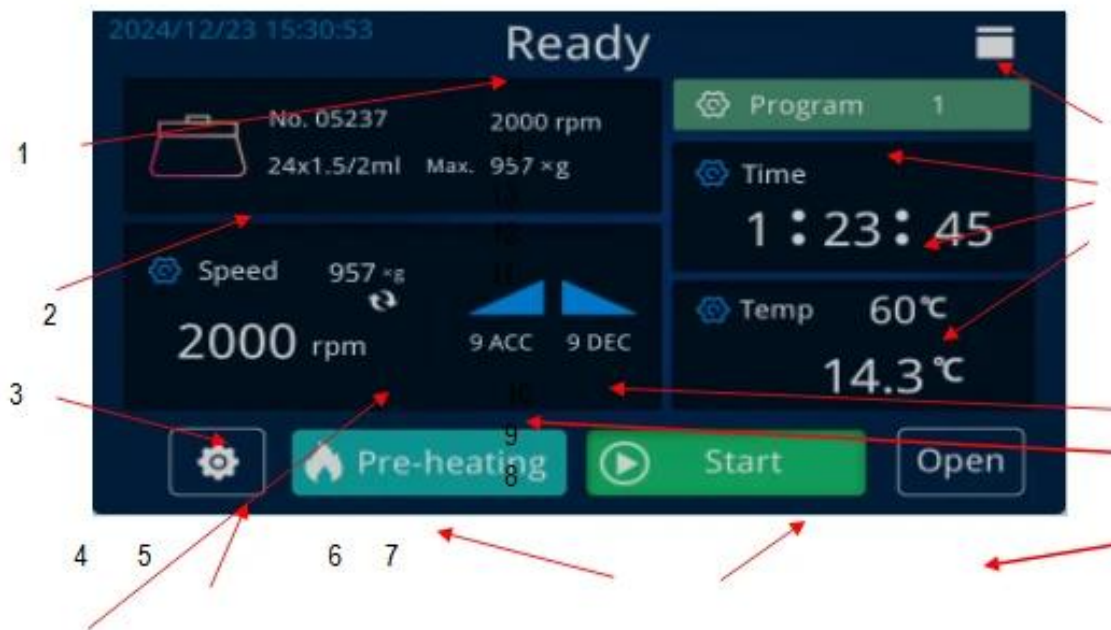 2024/12/23 15:30:53
Ready
No. 05237 2000 rpm
24x1.5/2ml Max. 957 ×g
Program 1
Time
1 : 23 : 45
Speed 957 ×g
2000 rpm
9 ACC 9 DEC
Temp 60℃
14.3 ℃
Pre-heating
Start
Open
1
2
3
4 5 6 7
12
11
10
9
8